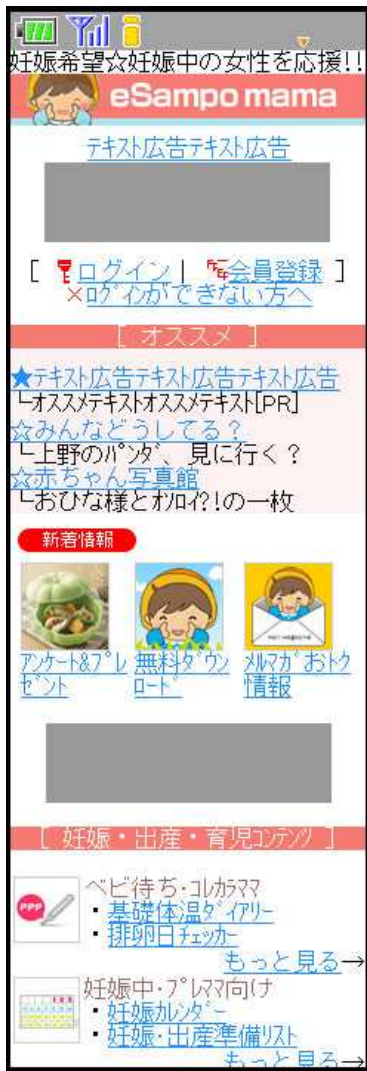 妊娠希望☆妊娠中の女性を応援!!
eSampo mama
ﾃｷｽﾄ広告ﾃｷｽﾄ広告
[ ログイン | 会員登録 ]
×ﾛｸﾞｲﾝができない方へ
[ オススメ ]
★ﾃｷｽﾄ広告ﾃｷｽﾄ広告ﾃｷｽﾄ広告
└ｵｽｽﾒﾃｷｽﾄｵｽｽﾒﾃｷｽﾄ[PR]
☆みんなどうしてる？
└上野のﾊﾟﾝﾀﾞ、見に行く？
☆赤ちゃん写真館
└おひな様とｵｿﾛｲ?!の一枚
新着情報
ｱﾝｹｰﾄ&ﾌﾟﾚ
ｾﾞﾝﾄ
無料ﾀﾞｳﾝ
ﾛｰﾄﾞ
ﾒﾙﾏｶﾞおトク
情報
[ 妊娠・出産・育児ｺﾝﾃﾝﾂ ]
PPP
ベビ待ち･ｺﾚｶﾗﾏﾏ
・基礎体温ﾀﾞｲｱﾘｰ
・排卵日ﾁｪｯｶｰ
もっと見る→
妊娠中･ﾌﾟﾚﾏﾏ向け
・妊娠ｶﾚﾝﾀﾞｰ
・妊娠･出産準備ﾘｽﾄ
もっと見る→